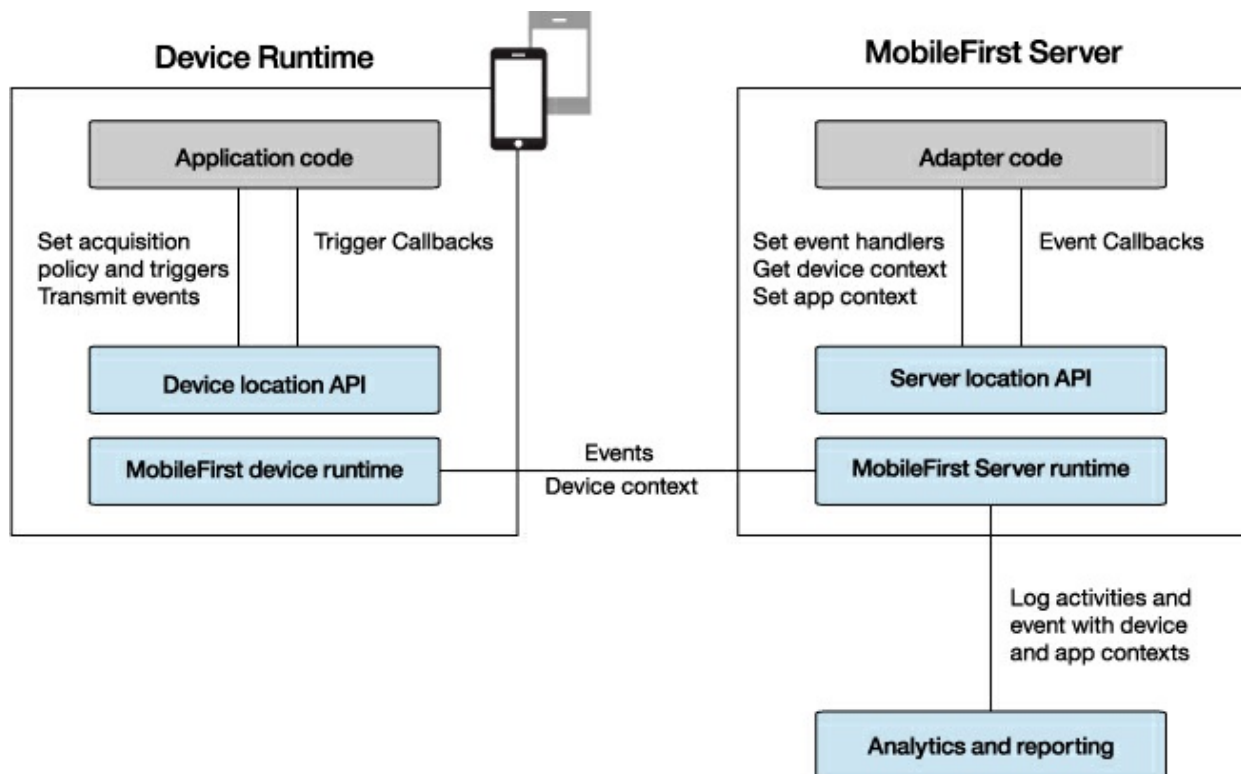 Device Runtime
Application code
Set acquisition
policy and triggers
Transmit events
Trigger Callbacks
Device location API
MobileFirst device runtime
Events
Device context
MobileFirst Server
Adapter code
Set event handlers
Get device context
Set app context
Event Callbacks
Server location API
MobileFirst Server runtime
Log activities and
event with device
and app contexts
Analytics and reporting